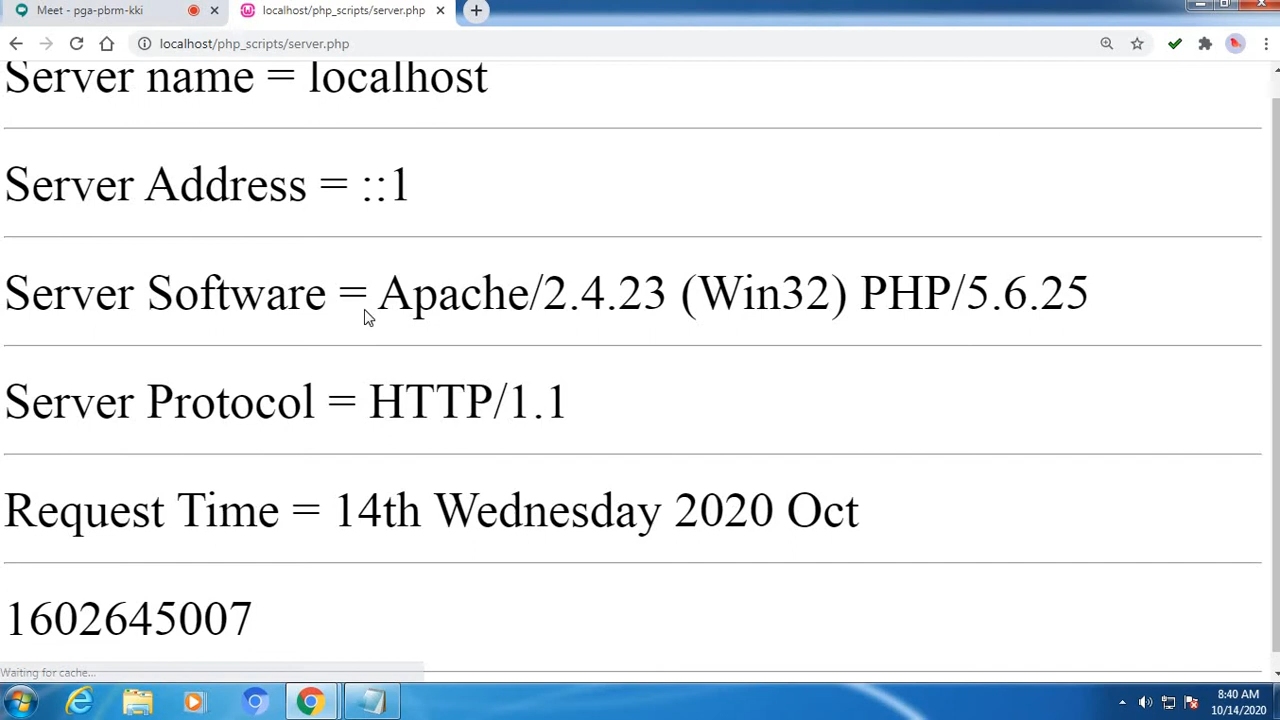 Meet - pga-pbrm-kki
localhost/php_scripts/server.php
localhost/php_scripts/server.php
Server name = localhost
Server Address = ::1
Server Software = Apache/2.4.23 (Win32) PHP/5.6.25
Server Protocol = HTTP/1.1
Request Time = 14th Wednesday 2020 Oct
1602645007
Waiting for cache...
8:40 AM
10/14/2020